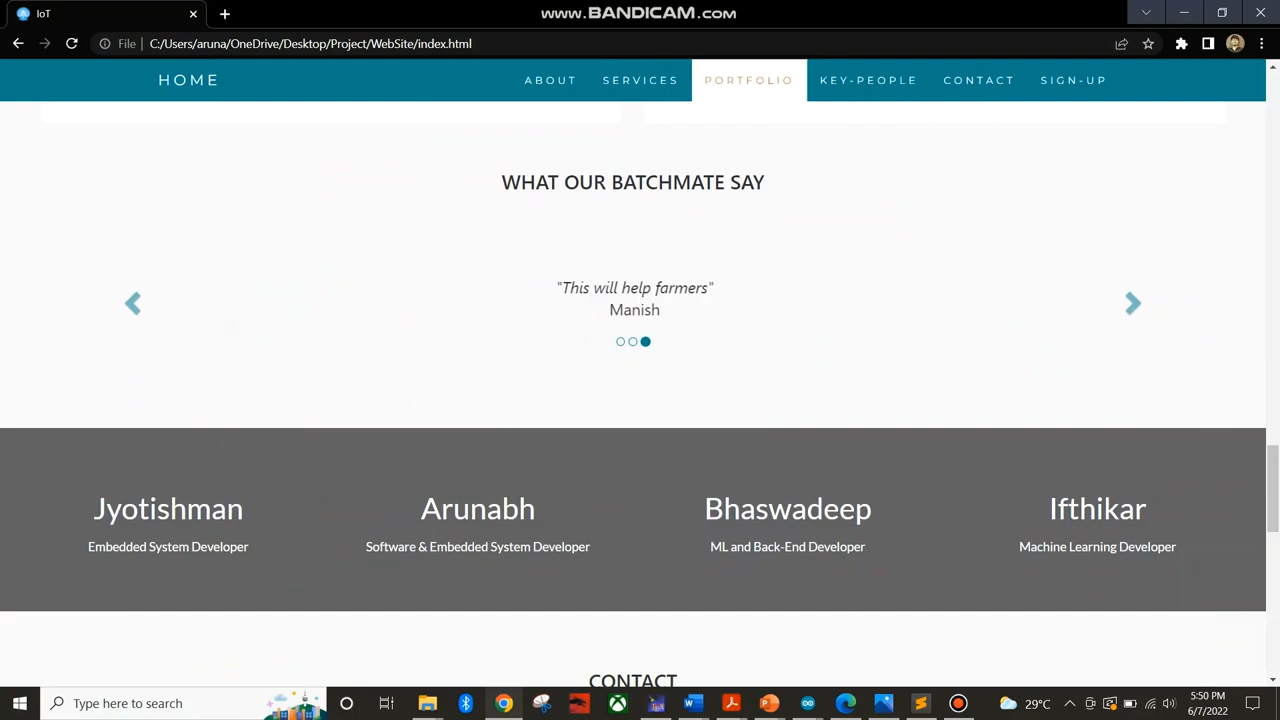 IoT
www.BANDICAM.com
File C:/Users/aruna/OneDrive/Desktop/Project/WebSite/index.html
HOME ABOUT SERVICES PORTFOLIO KEY-PEOPLE CONTACT SIGN-UP
WHAT OUR BATCHMATE SAY
"This will help farmers"
Manish
Jyotishman Arunabh Bhaswadeep Ifthikar
Embedded System Developer Software & Embedded System Developer ML and Back-End Developer Machine Learning Developer
CONTACT
Type here to search
29°C
5:50 PM
6/7/2022